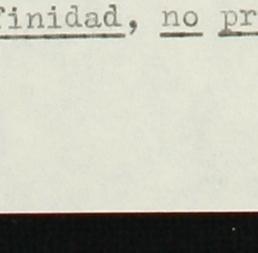 finidad, no pr